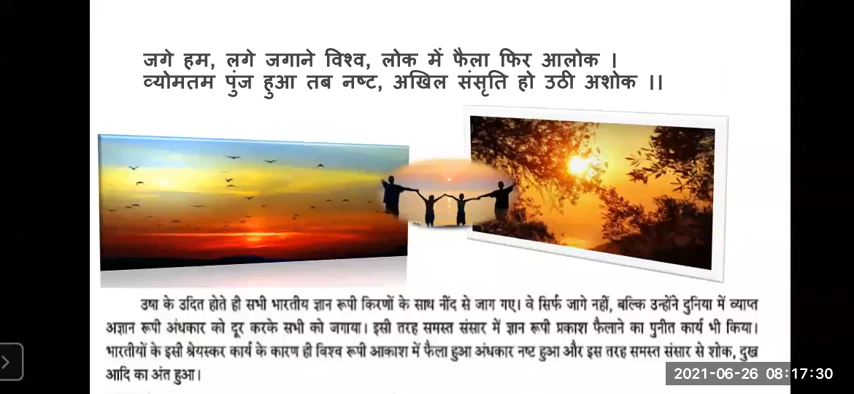 जगे हम, लगे जगाने विश्व, लोक में फैला फिर आलोक |
व्योमतम पुंज हुआ तब नष्ट, अखिल संसृति हो उठी अशोक ।।
उषा के उदित होते ही सभी भारतीय ज्ञान रूपी किरणों के साथ नींद से जाग गए। वे सिर्फ जागे नहीं, बल्कि उन्होंने दुनिया में व्याप्त
अज्ञान रूपी अंधकार को दूर करके सभी को जगाया। इसी तरह समस्त संसार में ज्ञान रूपी प्रकाश फैलाने का पुनीत कार्य भी किया।
भारतीयों के इसी श्रेयस्कर कार्य के कारण ही विश्व रूपी आकाश में फैला हुआ अंधकार नष्ट हुआ और इस तरह समस्त संसार से शोक, दुख
आदि का अंत हुआ।
2021-06-26 08:17:30